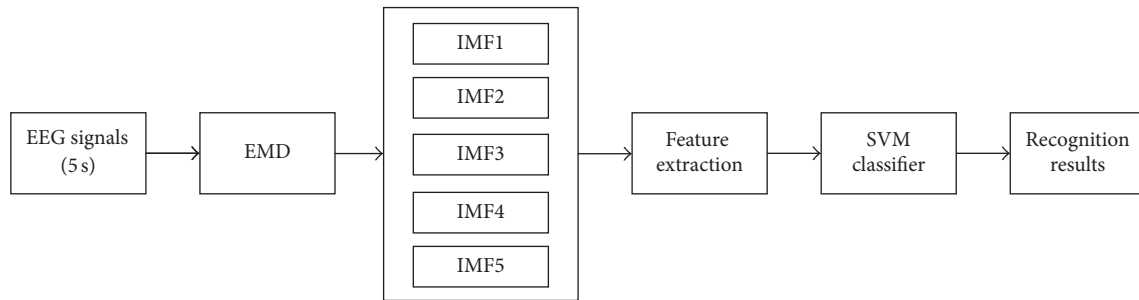 EEG signals
(5 s)
EMD
IMF1
IMF2
IMF3
IMF4
IMF5
Feature
extraction
SVM
classifier
Recognition
results